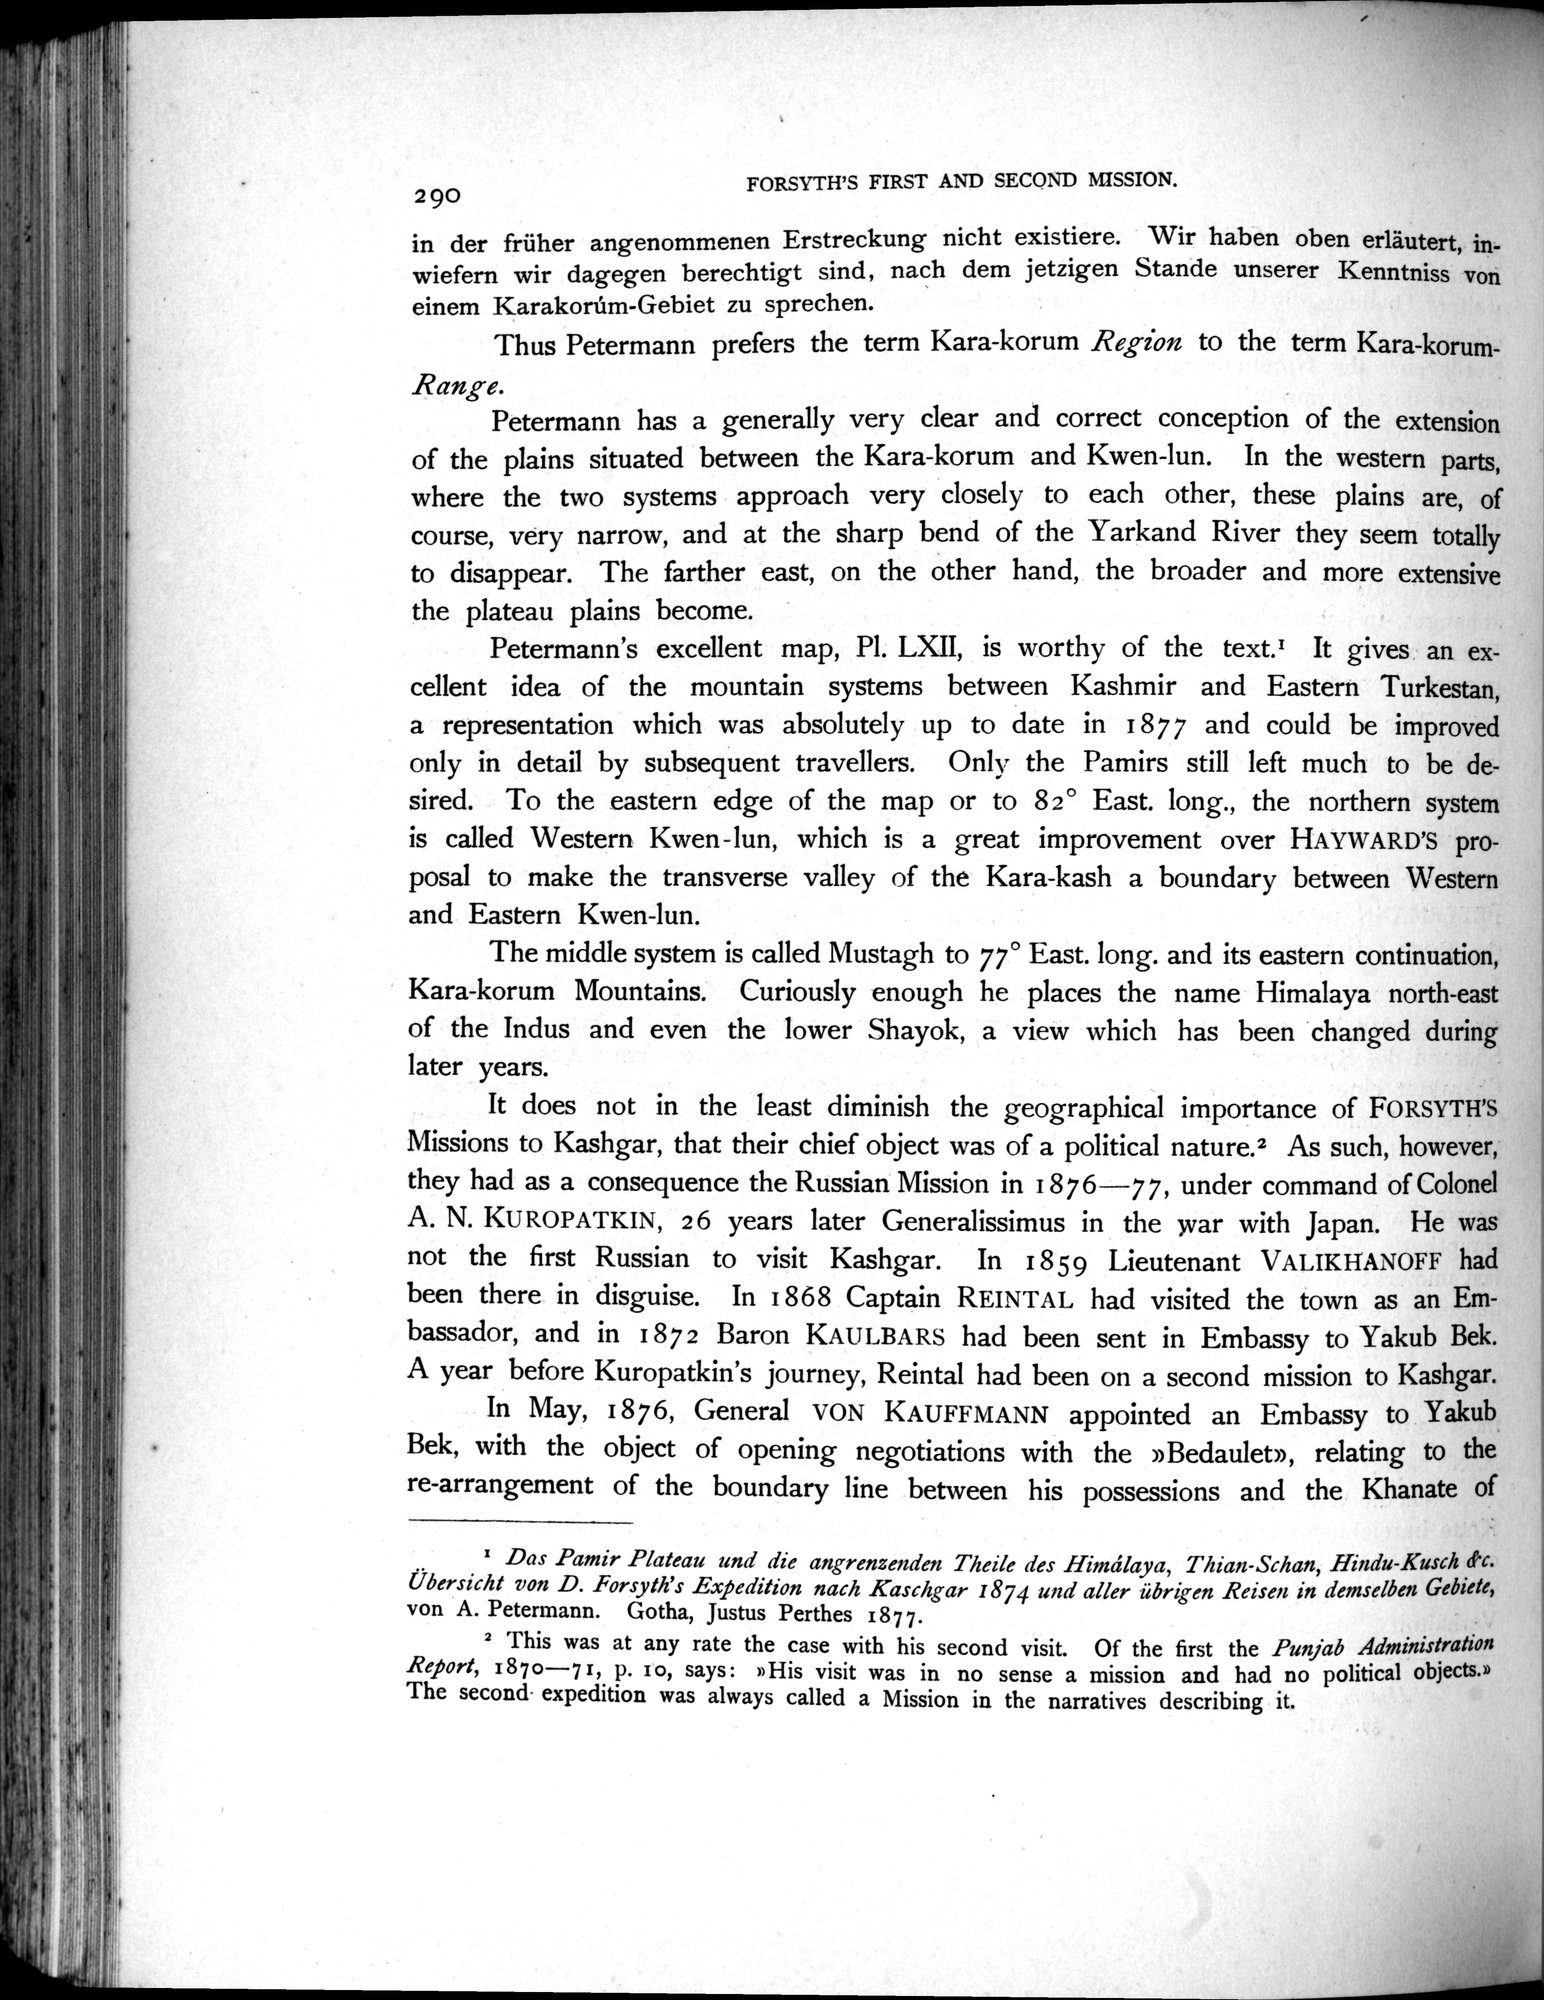 290
FORSYTH'S FIRST AND SECOND MISSION.
in der früher angenommenen Erstreckung nicht existiere. Wir haben oben erläutert, in-
wiefern wir dagegen berechtigt sind, nach dem jetzigen Stande unserer Kenntniss von
einem Karakorúm-Gebiet zu sprechen.
Thus Petermann prefers the term Kara-korum Region to the term Kara-korum-
Range.
Petermann has a generally very clear and correct conception of the extension
of the plains situated between the Kara-korum and Kwen-lun. In the western parts,
where the two systems approach very closely to each other, these plains are, of
course, very narrow, and at the sharp bend of the Yarkand River they seem totally
to disappear. The farther east, on the other hand, the broader and more extensive
the plateau plains become.
Petermann's excellent map, Pl. LXII, is worthy of the text.¹ It gives an ex-
cellent idea of the mountain systems between Kashmir and Eastern Turkestan,
a representation which was absolutely up to date in 1877 and could be improved
only in detail by subsequent travellers. Only the Pamirs still left much to be de-
sired. To the eastern edge of the map or to 82° East. long., the northern system
is called Western Kwen-lun, which is a great improvement over HAYWARD'S pro-
posal to make the transverse valley of the Kara-kash a boundary between Western
and Eastern Kwen-lun.
The middle system is called Mustagh to 77° East. long. and its eastern continuation,
Kara-korum Mountains. Curiously enough he places the name Himalaya north-east
of the Indus and even the lower Shayok, a view which has been changed during
later years.
It does not in the least diminish the geographical importance of FORSYTH'S
Missions to Kashgar, that their chief object was of a political nature.² As such, however,
they had as a consequence the Russian Mission in 1876—77, under command of Colonel
A. N. KUROPATKIN, 26 years later Generalissimus in the war with Japan. He was
not the first Russian to visit Kashgar. In 1859 Lieutenant VALIKHANOFF had
been there in disguise. In 1868 Captain REINTAL had visited the town as an Em-
bassador, and in 1872 Baron KAULBARS had been sent in Embassy to Yakub Bek.
A year before Kuropatkin's journey, Reintal had been on a second mission to Kashgar.
In May, 1876, General VON KAUFFMANN appointed an Embassy to Yakub
Bek, with the object of opening negotiations with the »Bedaulet», relating to the
re-arrangement of the boundary line between his possessions and the Khanate of
¹ Das Pamir Plateau und die angrenzenden Theile des Himálaya, Thian-Schan, Hindu-Kusch &c.
Übersicht von D. Forsyth's Expedition nach Kaschgar 1874 und aller übrigen Reisen in demselben Gebiete,
von A. Petermann. Gotha, Justus Perthes 1877.
² This was at any rate the case with his second visit. Of the first the Punjab Administration
Report, 1870—71, p. 10, says: »His visit was in no sense a mission and had no political objects.»
The second expedition was always called a Mission in the narratives describing it.